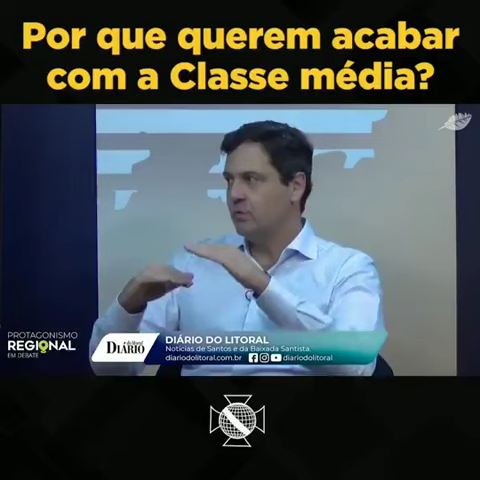 Por que querem acabar
com a Classe média?
PROTAGONISMO
REGIONAL
EM DEBATE
DIÁRIO
DIÁRIO DO LITORAL
Notícias de Santos e da Baixada Santista.
diariodolitoral.com.br diariodolitoral